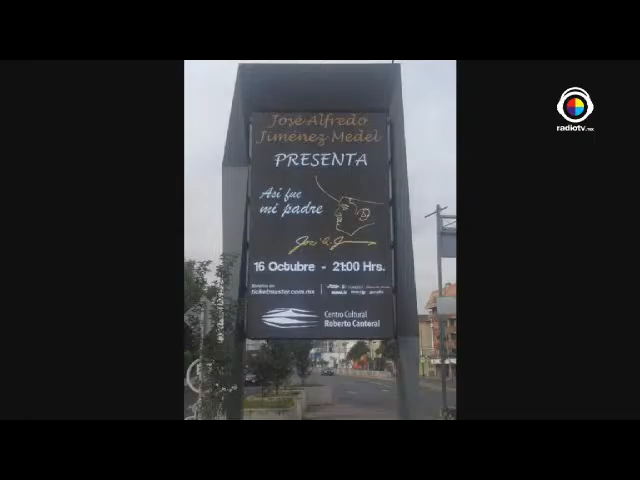 José Alfredo
Jiménez Medel
PRESENTA
Así fue
mi padre
16 Octubre - 21:00 Hrs.
ticketmaster.com.mx
Centro Cultural
Roberto Cantoral
radiotv.mx